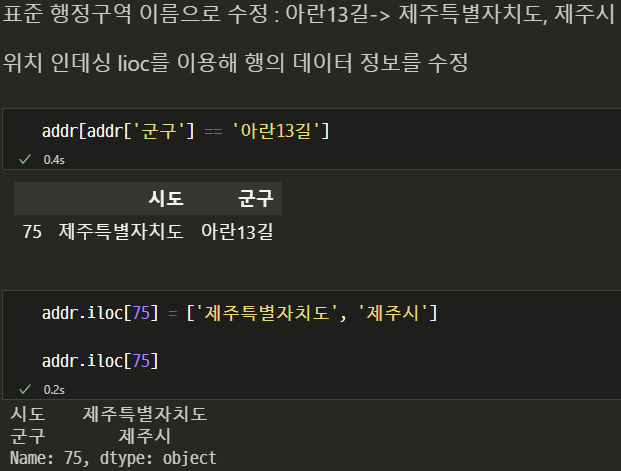 표준 행정구역 이름으로 수정 : 아란13길-> 제주특별자치도, 제주시
위치 인데싱 lioc를 이용해 행의 데이터 정보를 수정
addr[addr['군구'] == '아란13길']
✓ 0.4s
시도 군구
75 제주특별자치도 아란13길
addr.iloc[75] = ['제주특별자치도', '제주시']
addr.iloc[75]
✓ 0.2s
시도 제주특별자치도
군구 제주시
Name: 75, dtype: object